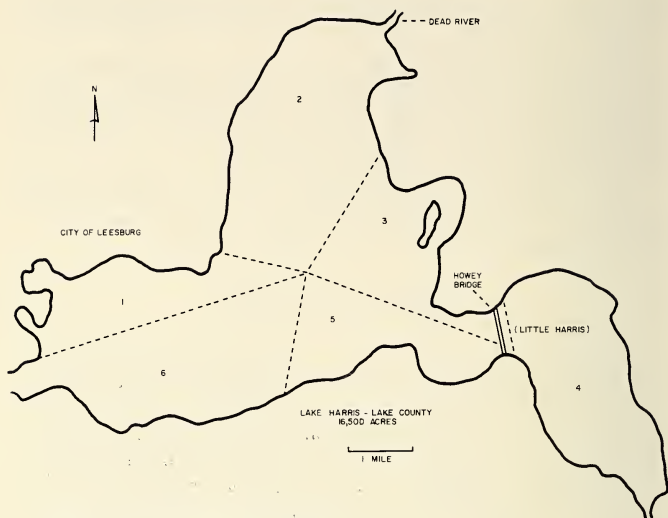 DEAD RIVER
2
N
3
CITY OF LEESBURG
HOWEY
BRIDGE
1
5
(LITTLE HARRIS)
6
4
LAKE HARRIS - LAKE COUNTY
16,500 ACRES
1 MILE